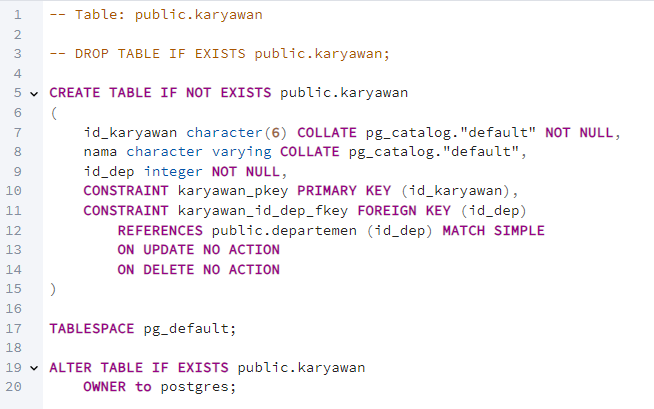 1 -- Table: public.karyawan
2
3 -- DROP TABLE IF EXISTS public.karyawan;
4
5 CREATE TABLE IF NOT EXISTS public.karyawan
6 (
7     id_karyawan character(6) COLLATE pg_catalog."default" NOT NULL,
8     nama character varying COLLATE pg_catalog."default",
9     id_dep integer NOT NULL,
10     CONSTRAINT karyawan_pkey PRIMARY KEY (id_karyawan),
11     CONSTRAINT karyawan_id_dep_fkey FOREIGN KEY (id_dep)
12         REFERENCES public.departemen (id_dep) MATCH SIMPLE
13         ON UPDATE NO ACTION
14         ON DELETE NO ACTION
15 )
16
17 TABLESPACE pg_default;
18
19 ALTER TABLE IF EXISTS public.karyawan
20     OWNER to postgres;